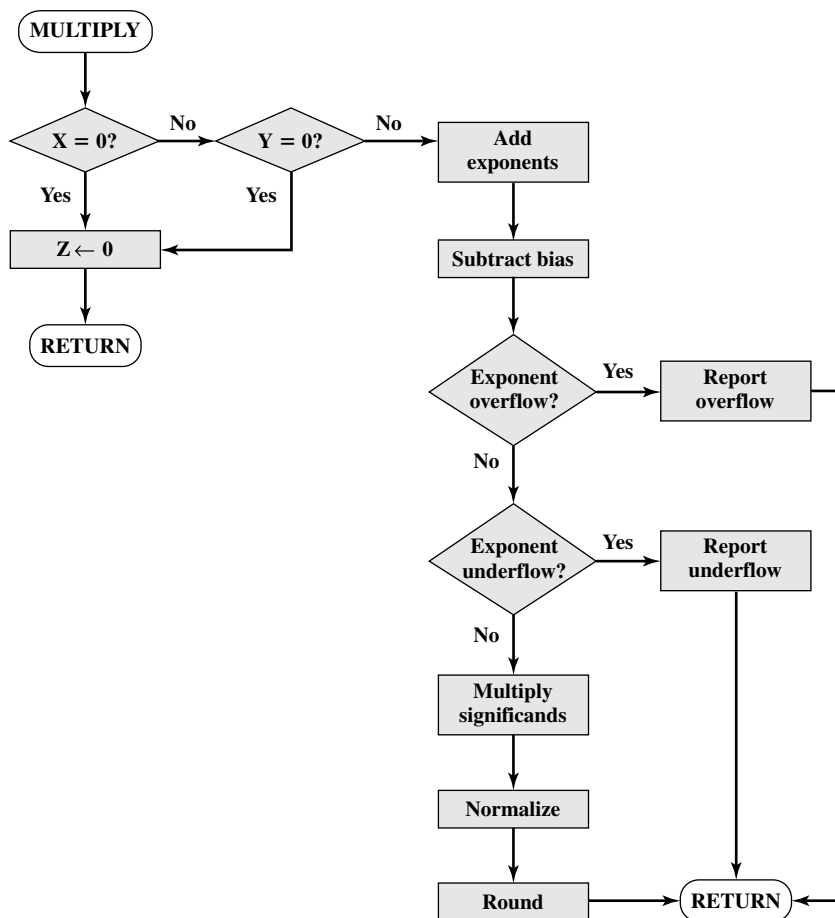 MULTIPLY
X = 0?
No
Y = 0?
No
Add
exponents
Yes
Yes
Z ← 0
Subtract bias
RETURN
Exponent
overflow?
Yes
Report
overflow
No
Exponent
underflow?
Yes
Report
underflow
No
Multiply
significands
Normalize
Round
RETURN